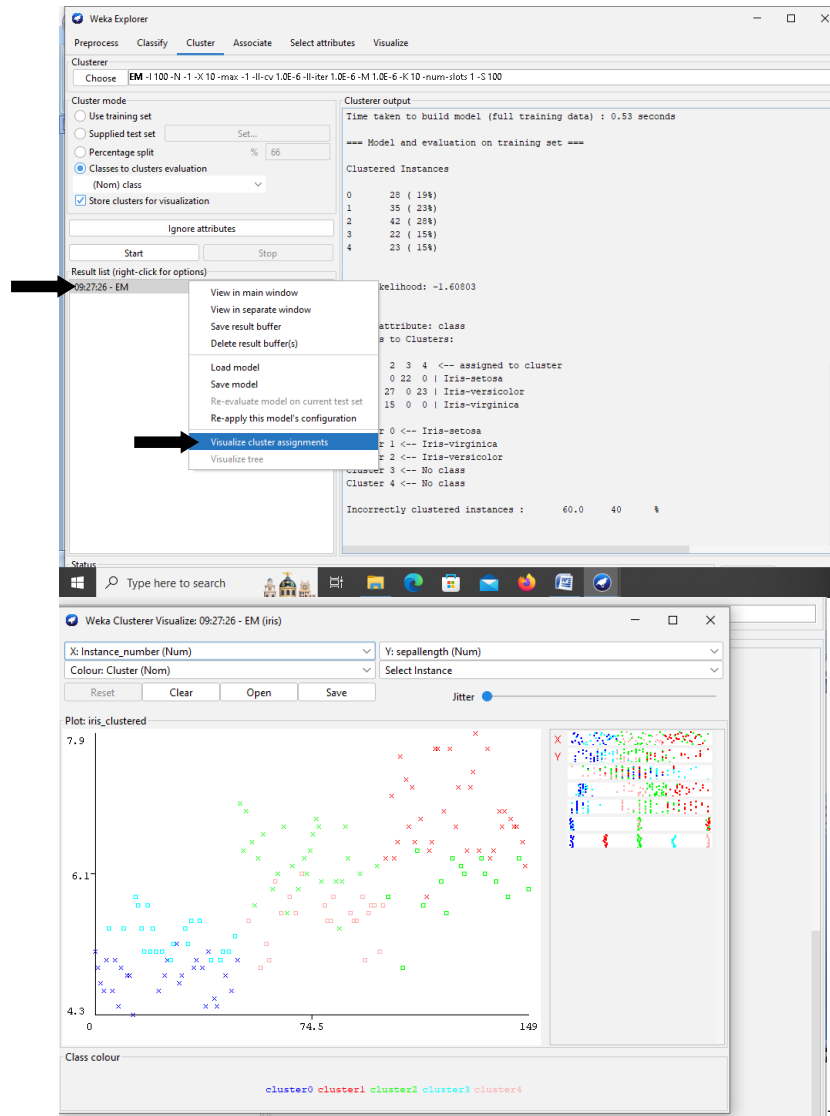 Weka Explorer
Preprocess Classify Cluster Associate Select attributes Visualize
Clusterer
Choose EM -I 100 -N -1 -X 10 -max -1 -ll-cv 1.0E-6 -ll-iter 1.0E-6 -M 1.0E-6 -K 10 -num-slots 1 -S 100
Cluster mode
Use training set
Supplied test set Set...
Percentage split % 66
Classes to clusters evaluation
(Nom) class
Store clusters for visualization
Ignore attributes
Start Stop
Result list (right-click for options)
09:27:26 - EM
View in main window
View in separate window
Save result buffer
Delete result buffer(s)
Load model
Save model
Re-evaluate model on current test set
Re-apply this model's configuration
Visualize cluster assignments
Visualize tree
Clusterer output
Time taken to build model (full training data) : 0.53 seconds
=== Model and evaluation on training set ===
Clustered Instances
0 28 ( 19%)
1 35 ( 23%)
2 42 ( 28%)
3 22 ( 15%)
4 23 ( 15%)
kelihood: -1.60803
attribute: class
s to Clusters:
2 3 4 <-- assigned to cluster
0 22 0 | Iris-setosa
27 0 23 | Iris-versicolor
15 0 0 | Iris-virginica
r 0 <-- Iris-setosa
r 1 <-- Iris-virginica
r 2 <-- Iris-versicolor
Cluster 3 <-- No class
Cluster 4 <-- No class
Incorrectly clustered instances : 60.0 40 %
Status
Type here to search
Weka Clusterer Visualize: 09:27:26 - EM (iris)
X: Instance_number (Num) Y: sepallength (Num)
Colour: Cluster (Nom) Select Instance
Reset Clear Open Save Jitter
Plot: iris_clustered
7.9
6.1
4.3
0 74.5 149
X
Y
Class colour
cluster0 cluster1 cluster2 cluster3 cluster4